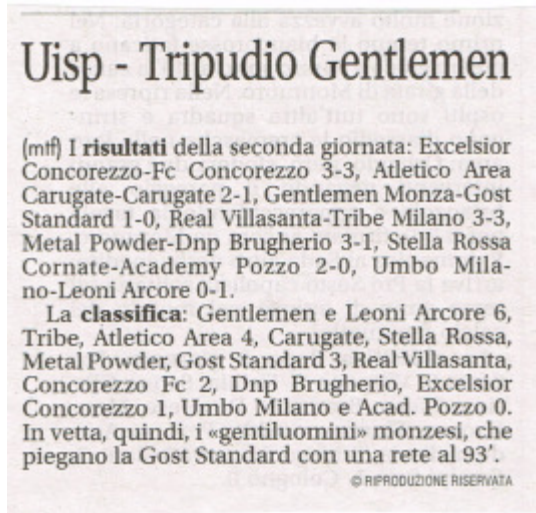 Uisp - Tripudio Gentlemen
(mtf) I risultati della seconda giornata: Excelsior
Concorezzo-Fc Concorezzo 3-3, Atletico Area
Carugate-Carugate 2-1, Gentlemen Monza-Gost
Standard 1-0, Real Villasanta-Tribe Milano 3-3,
Metal Powder-Dnp Brugherio 3-1, Stella Rossa
Cornate-Academy Pozzo 2-0, Umbo Mila-
no-Leoni Arcore 0-1.
La classifica: Gentlemen e Leoni Arcore 6,
Tribe, Atletico Area 4, Carugate, Stella Rossa,
Metal Powder, Gost Standard 3, Real Villasanta,
Concorezzo Fc 2, Dnp Brugherio, Excelsior
Concorezzo 1, Umbo Milano e Acad. Pozzo 0.
In vetta, quindi, i «gentiluomini» monzesi, che
piegano la Gost Standard con una rete al 93'.
© RIPRODUZIONE RISERVATA